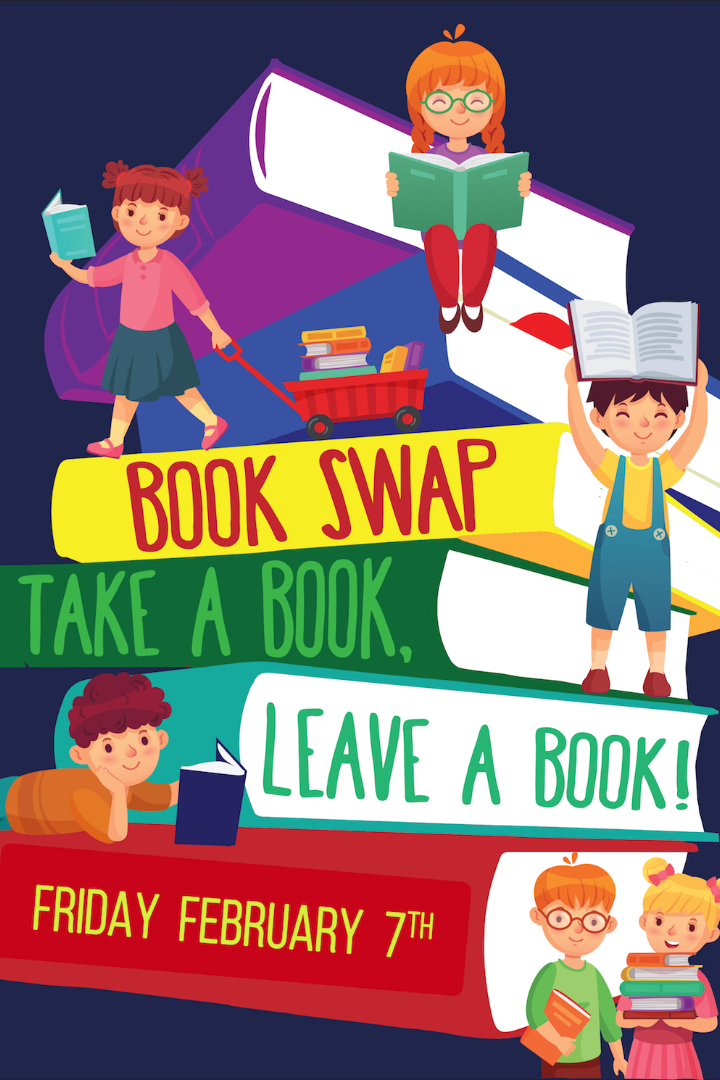 BOOK SWAP
TAKE A BOOK,
LEAVE A BOOK!
FRIDAY FEBRUARY 7TH